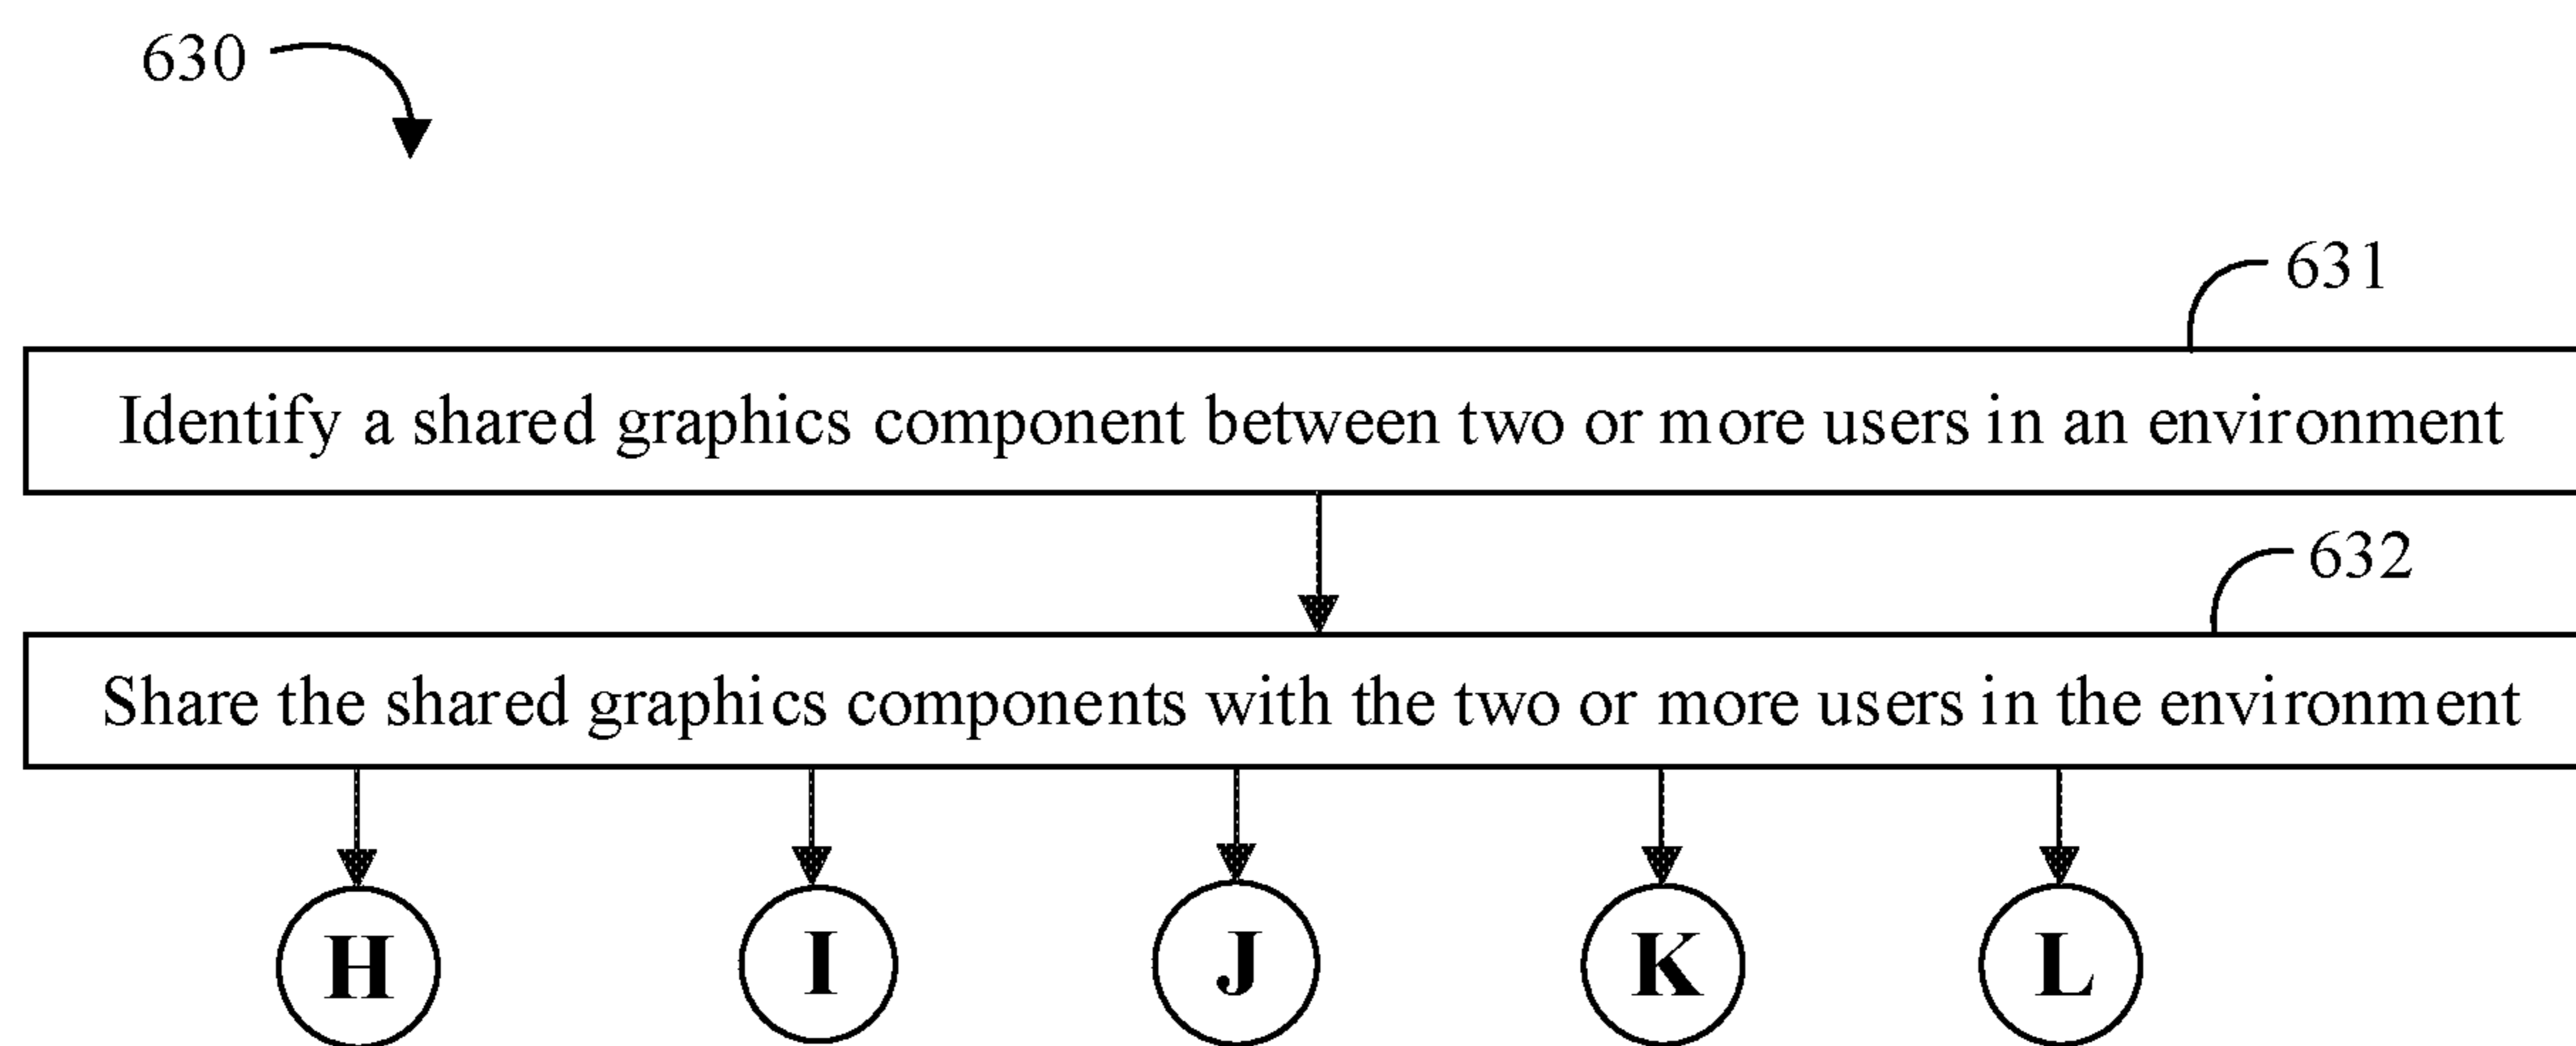 630
631
Identify a shared graphics component between two or more users in an environment
632
Share the shared graphics components with the two or more users in the environment
H I J K L